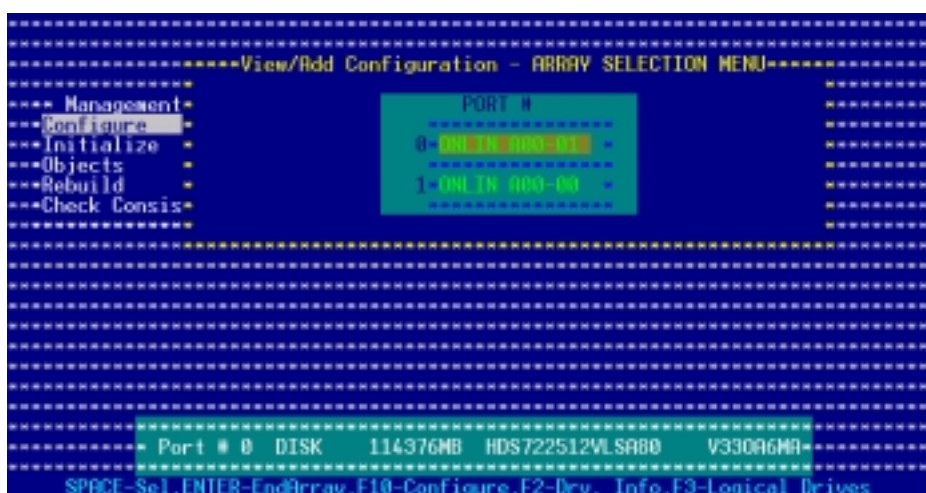 View/Add Configuration - ARRAY SELECTION MENU
Management
PORT #
Configure
0 ONLIN A00-01
Initialize
Objects
1 ONLIN A00-00
Rebuild
Check Consis
Port # 0 DISK 114376MB HDS722512VLSA80 V33OA6MA
SPACE-Sel,ENTER-EndArray,F10-Configure,F2-Drv. Info,F3-Logical Drives